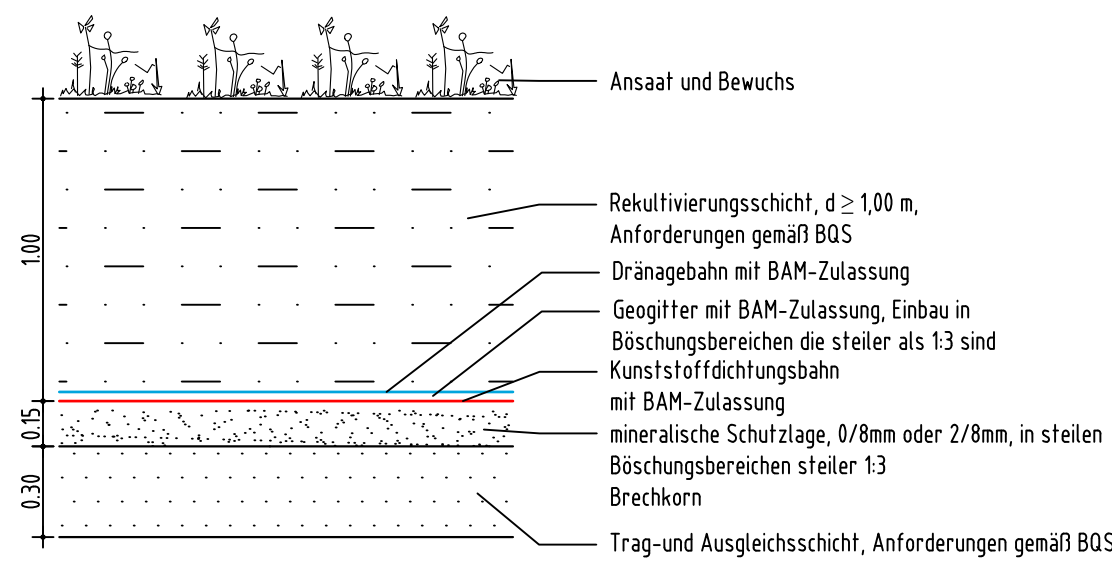 Ansaat und Bewuchs
1.00
Rekultivierungsschicht, d ≥ 1,00 m,
Anforderungen gemäß BQS
Dränagebahn mit BAM-Zulassung
Geogitter mit BAM-Zulassung, Einbau in
Böschungsbereichen die steiler als 1:3 sind
Kunststoffdichtungsbahn
mit BAM-Zulassung
0.15
mineralische Schutzlage, 0/8mm oder 2/8mm, in steilen
Böschungsbereichen steiler 1:3
Brechkorn
0.30
Trag-und Ausgleichsschicht, Anforderungen gemäß BQS